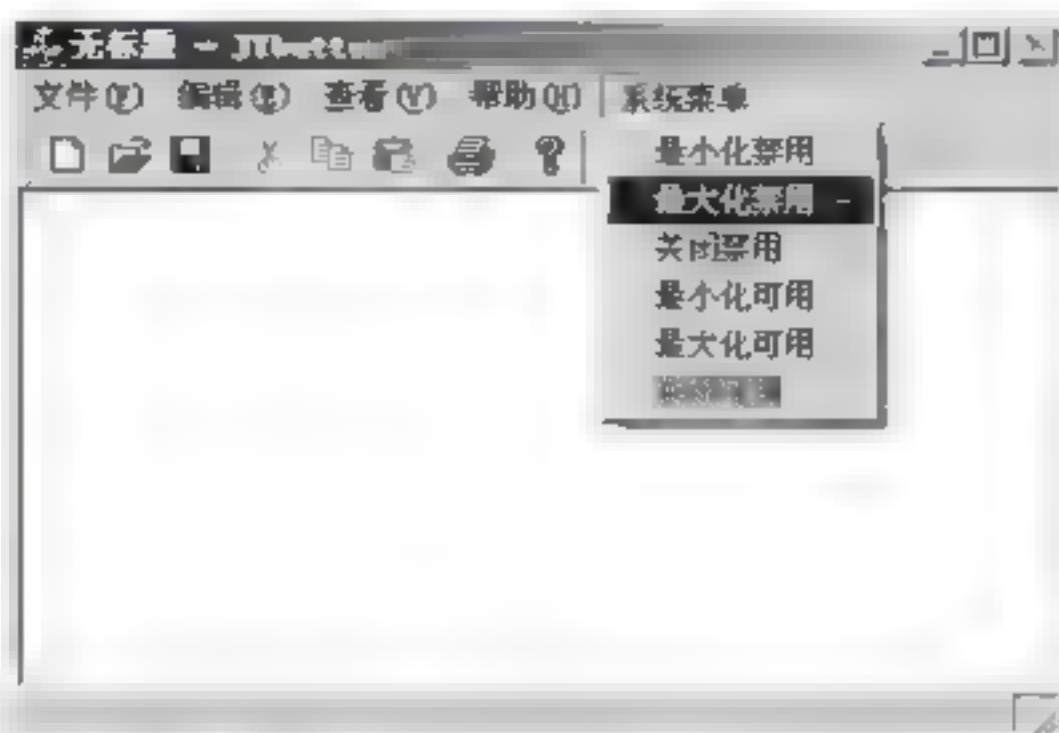 无标题 -
文件(F) 编辑(E) 查看(V) 帮助(H) 系统菜单
最小化禁用
最大化禁用
关闭禁用
最小化可用
最大化可用